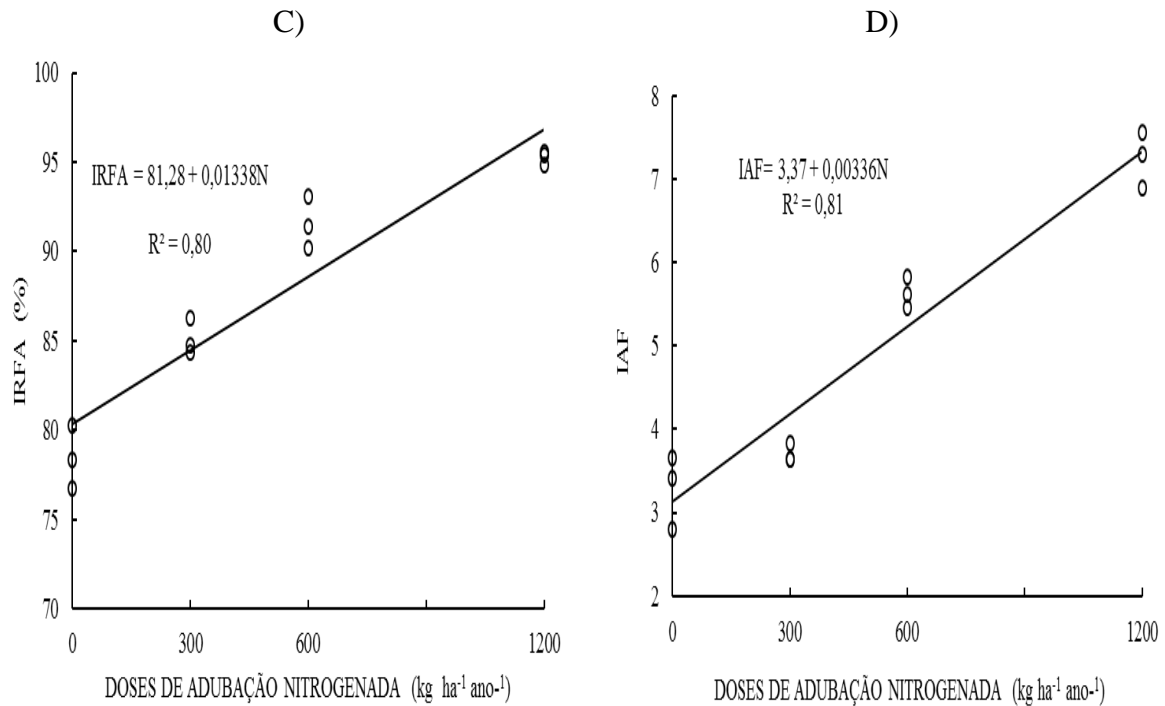 C)
100
95
90
85
80
75
70
IRFA (%)
IRFA = 81,28 + 0,01338N
R² = 0,80
0 300 600 1200
DOSES DE ADUBAÇÃO NITROGENADA (kg ha⁻¹ ano-¹)
D)
8
7
6
5
4
3
2
IAF
IAF= 3,37 + 0,00336N
R² = 0,81
0 300 600 1200
DOSES DE ADUBAÇÃO NITROGENADA (kg ha⁻¹ ano-¹)